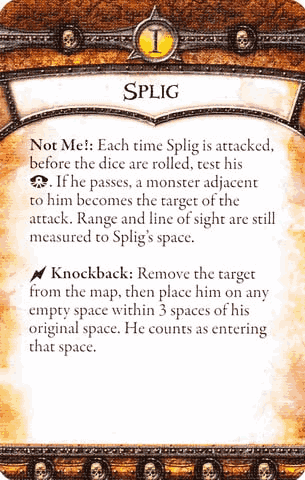 I
SPLIG
Not Me!: Each time Splig is attacked,
before the dice are rolled, test his
. If he passes, a monster adjacent
to him becomes the target of the
attack. Range and line of sight are still
measured to Splig's space.
Knockback: Remove the target
from the map, then place him on any
empty space within 3 spaces of his
original space. He counts as entering
that space.